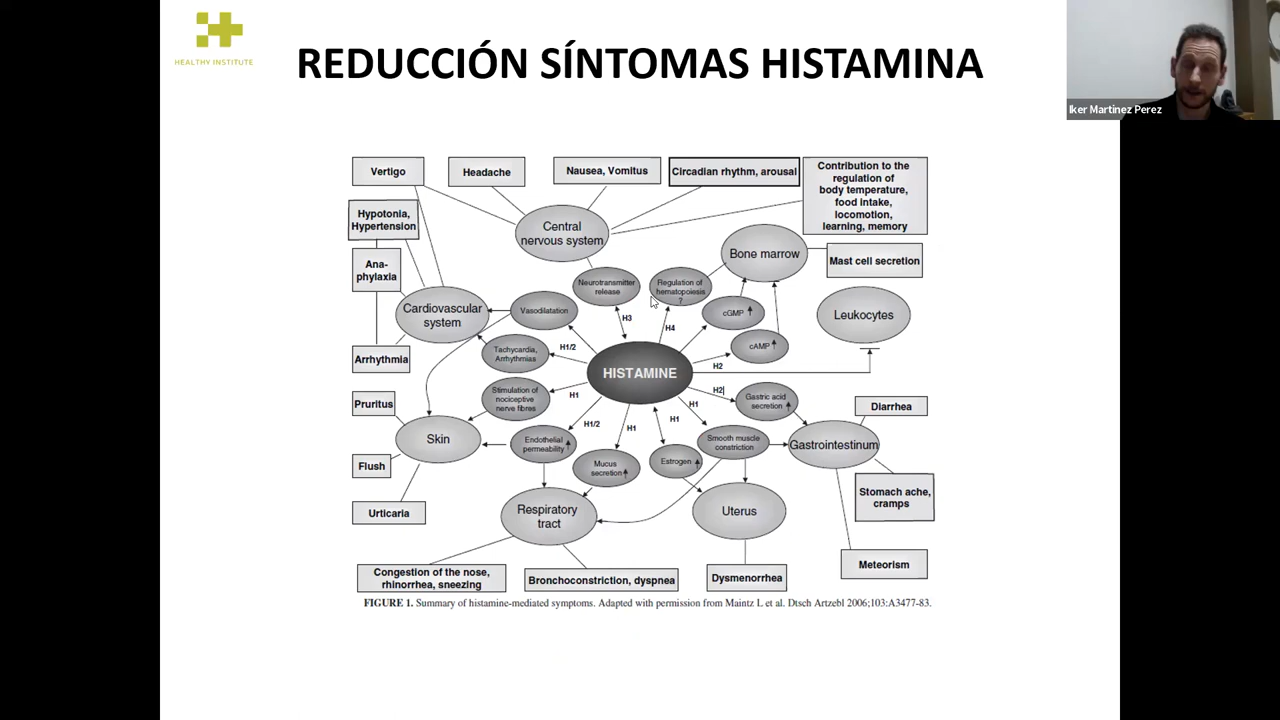 HEALTHY INSTITUTE
REDUCCIÓN SÍNTOMAS HISTAMINA
Iker Martinez Perez
Vertigo
Headache
Nausea, Vomitus
Circadian rhythm, arousal
Contribution to the
regulation of
body temperature,
food intake,
locomotion,
learning, memory
Hypotonia,
Hypertension
Central
nervous system
Bone marrow
Mast cell secretion
Ana-
phylaxia
Neurotransmitter
release
Regulation of
hematopoiesis
?
Cardiovascular
system
Vasodilatation
cGMP
Leukocytes
H3
H4
cAMP
Arrhythmia
Tachycardia,
Arrhythmias
H1/2
HISTAMINE
H2
Pruritus
Stimulation of
nociceptive
nerve fibres
H1
H2
H1
Gastric acid
secretion
Diarrhea
Skin
Endothelial
permeability
H1/2
H1
H1
Smooth muscle
constriction
Gastrointestinum
Flush
Mucus
secretion
Estrogen
Stomach ache,
cramps
Urticaria
Respiratory
tract
Uterus
Meteorism
Congestion of the nose,
rhinorrhea, sneezing
Bronchoconstriction, dyspnea
Dysmenorrhea
FIGURE 1. Summary of histamine-mediated symptoms. Adapted with permission from Maintz L et al. Dtsch Artzebl 2006;103:A3477-83.